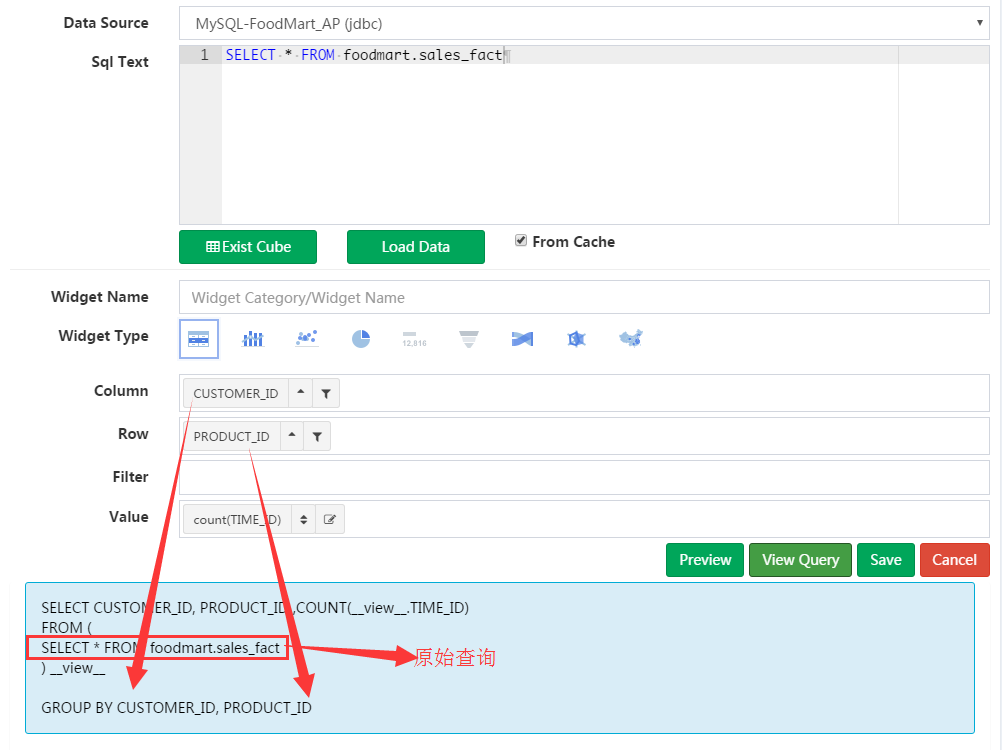 Data Source MySQL-FoodMart_AP (jdbc)
Sql Text
1 SELECT * FROM foodmart.sales_fact¶
Exist Cube Load Data From Cache
Widget Name Widget Category/Widget Name
Widget Type 12,816
Column CUSTOMER_ID
Row PRODUCT_ID
Filter
Value count(TIME_ID)
Preview View Query Save Cancel
SELECT CUSTOMER_ID, PRODUCT_ID ,COUNT(__view__.TIME_ID)
FROM (
SELECT * FROM foodmart.sales_fact 原始查询
) __view__
GROUP BY CUSTOMER_ID, PRODUCT_ID